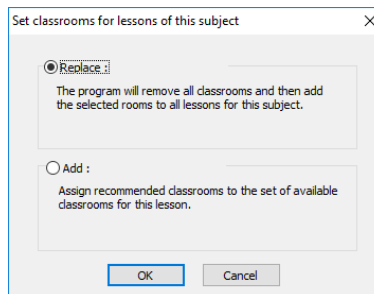 Set classrooms for lessons of this subject
Replace :
The program will remove all classrooms and then add
the selected rooms to all lessons for this subject.
Add :
Assign recommended classrooms to the set of available
classrooms for this lesson.
OK
Cancel